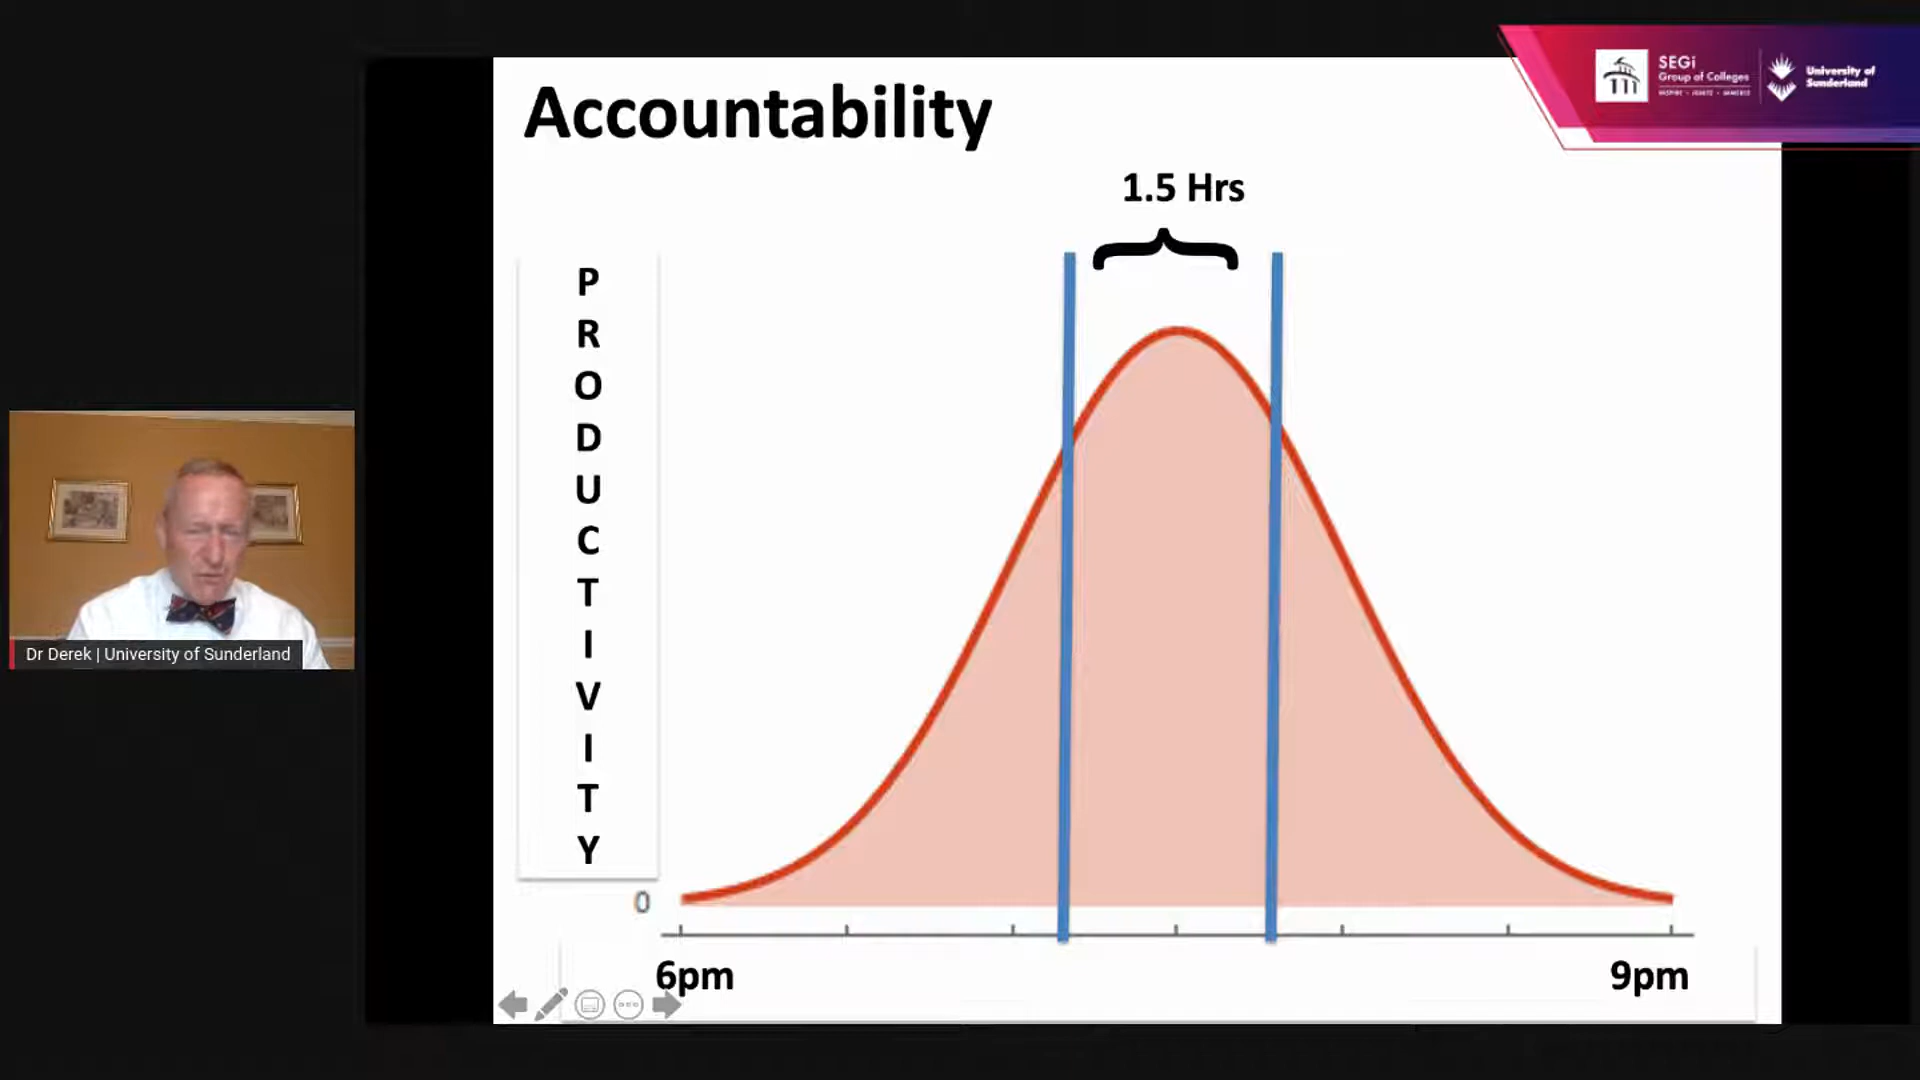 Accountability
SEGi
Group of Colleges
University of
Sunderland
1.5 Hrs
P
R
O
D
U
C
T
I
V
I
T
Y
0
6pm
9pm
Dr Derek | University of Sunderland